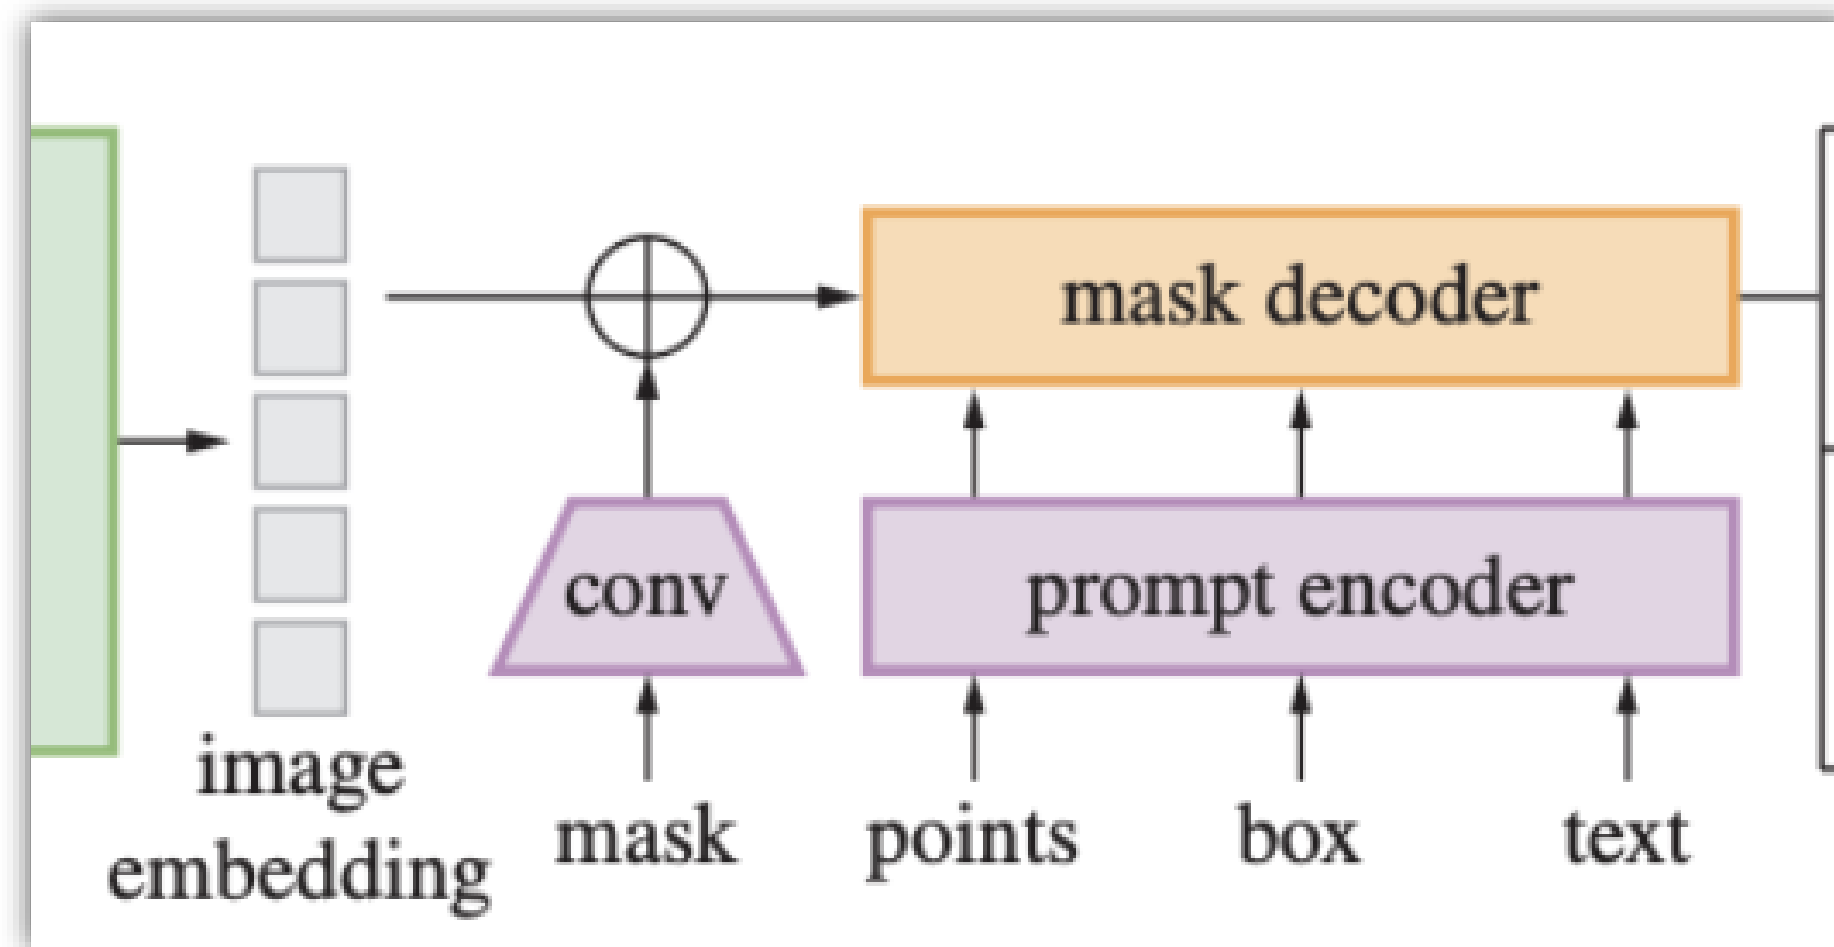 mask decoder
conv
prompt encoder
image
embedding
mask
points
box
text